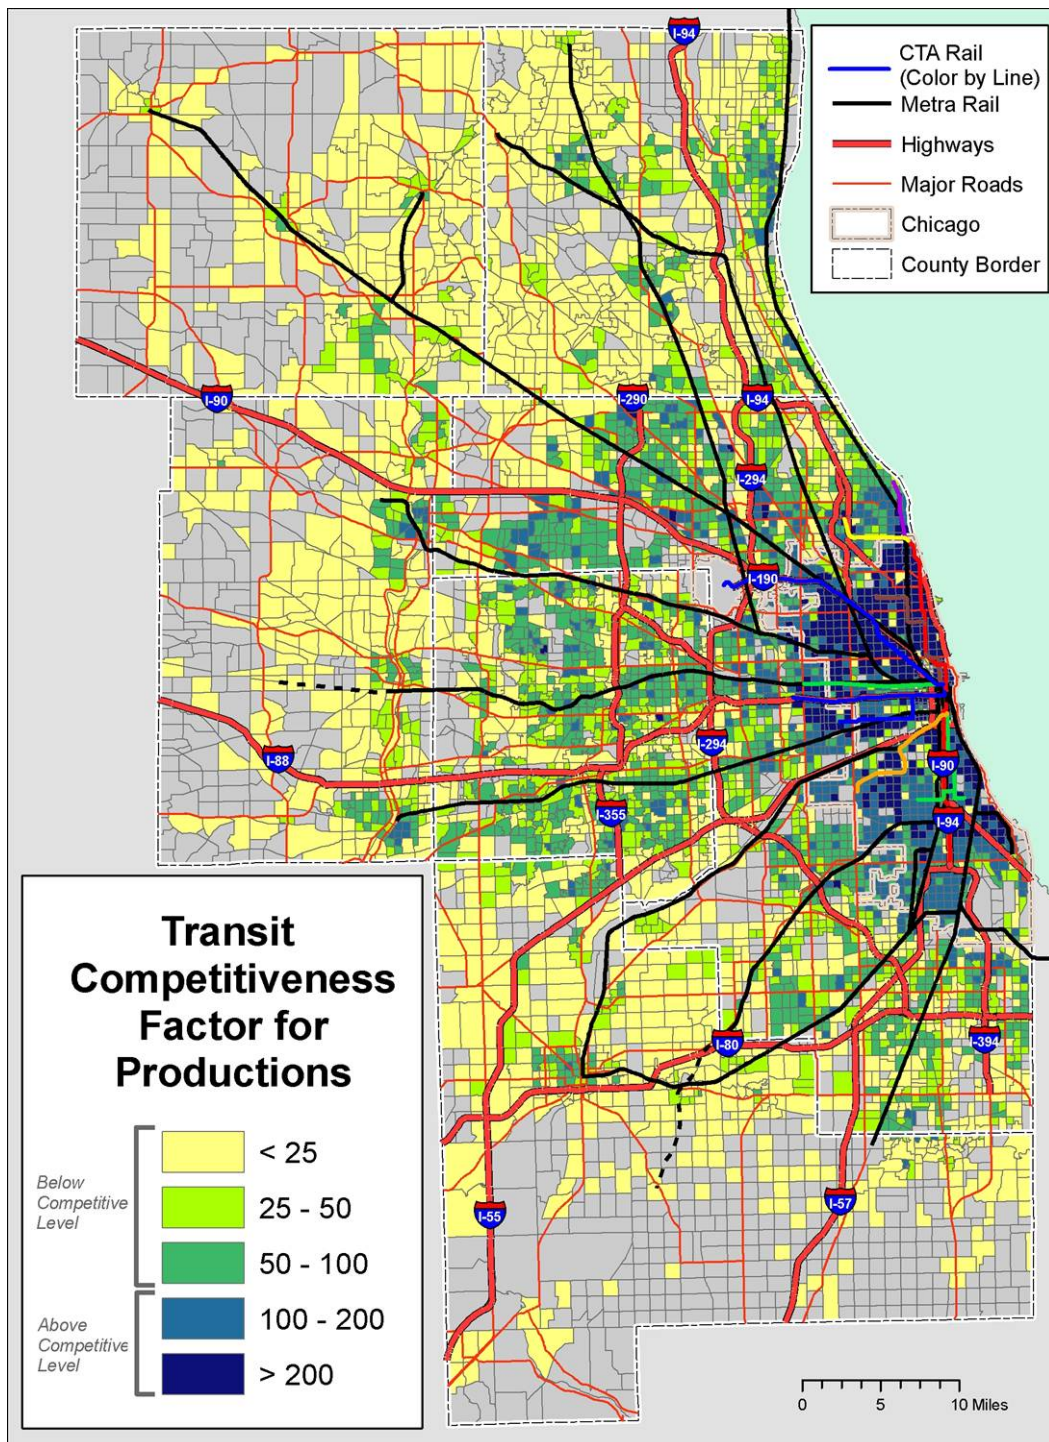 I-94
CTA Rail
(Color by Line)
Metra Rail
Highways
Major Roads
Chicago
County Border
I-90
I-290
I-94
I-294
I-190
I-88
I-294
I-90
I-355
I-94
Transit
Competitiveness
Factor for
Productions
Below
Competitive
Level
< 25
25 - 50
50 - 100
Above
Competitive
Level
100 - 200
> 200
I-80
I-394
I-55
I-57
0 5 10 Miles